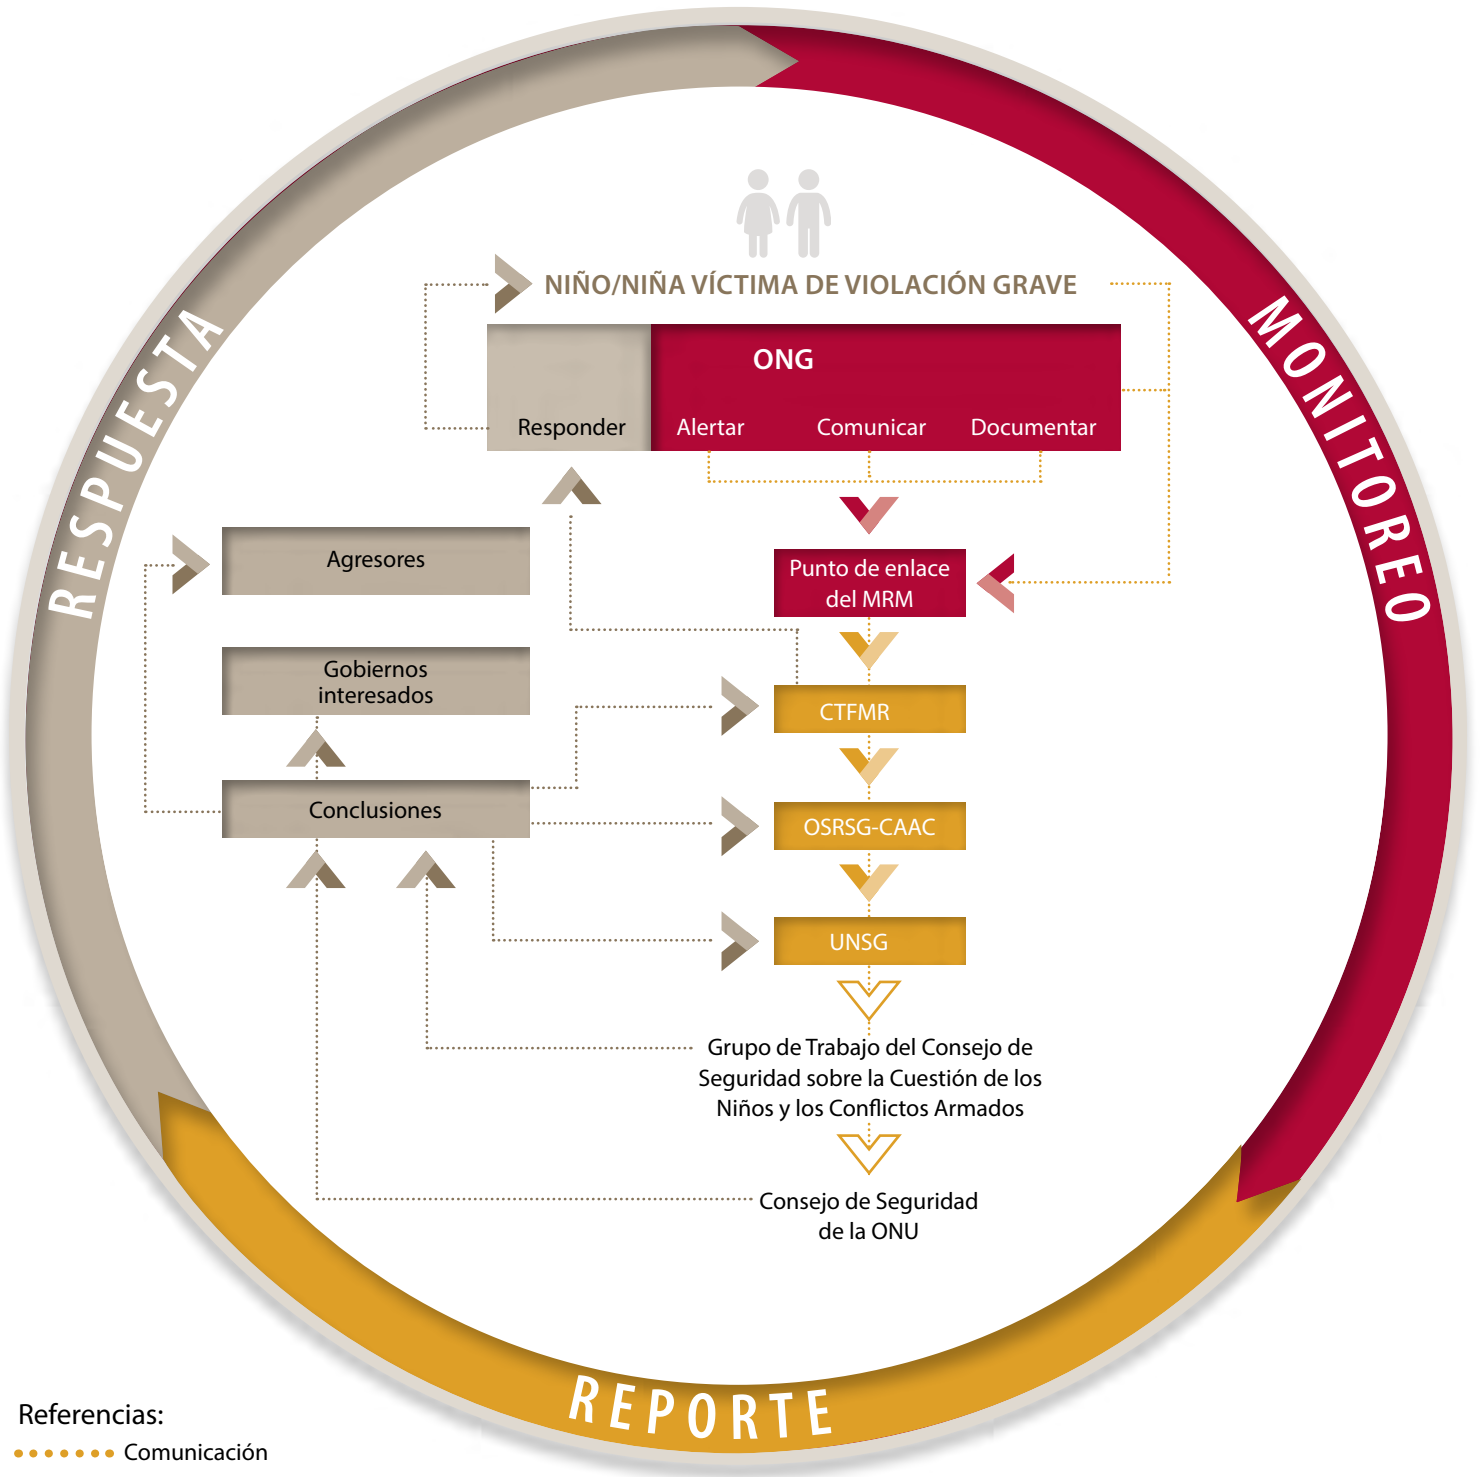 RESPUESTA
MONITOREO
REPORTE
NIÑO/NIÑA VÍCTIMA DE VIOLACIÓN GRAVE
ONG
Responder
Alertar
Comunicar
Documentar
Agresores
Punto de enlace
del MRM
Gobiernos
interesados
CTFMR
Conclusiones
OSRSG-CAAC
UNSG
Grupo de Trabajo del Consejo de
Seguridad sobre la Cuestión de los
Niños y los Conflictos Armados
Consejo de Seguridad
de la ONU
Referencias:
Comunicación